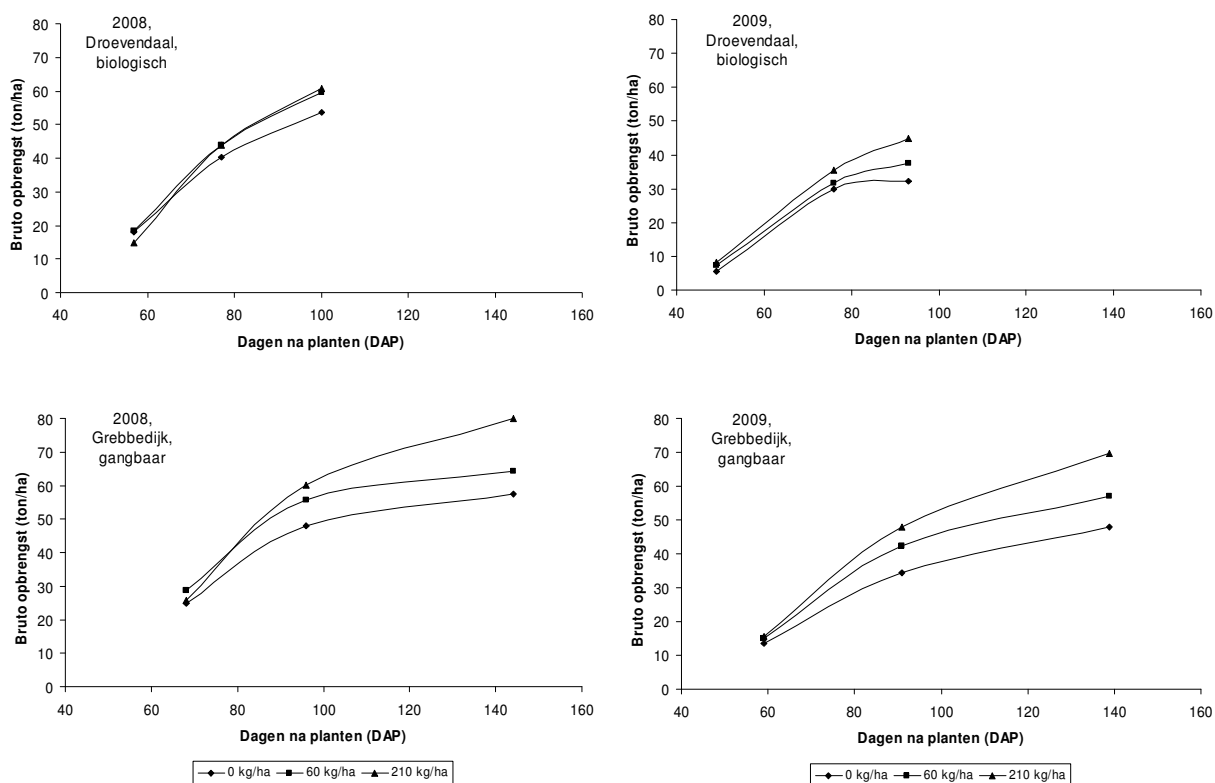 2008,
Droevendaal,
biologisch
Bruto opbrengst (ton/ha)
80
70
60
50
40
30
20
10
0
40 60 80 100 120 140 160
Dagen na planten (DAP)
2009,
Droevendaal,
biologisch
Bruto opbrengst (ton/ha)
80
70
60
50
40
30
20
10
0
40 60 80 100 120 140 160
Dagen na planten (DAP)
2008,
Grebbedijk,
gangbaar
Bruto opbrengst (ton/ha)
80
70
60
50
40
30
20
10
0
40 60 80 100 120 140 160
Dagen na planten (DAP)
0 kg/ha 60 kg/ha 210 kg/ha
2009,
Grebbedijk,
gangbaar
Bruto opbrengst (ton/ha)
80
70
60
50
40
30
20
10
0
40 60 80 100 120 140 160
Dagen na planten (DAP)
0 kg/ha 60 kg/ha 210 kg/ha